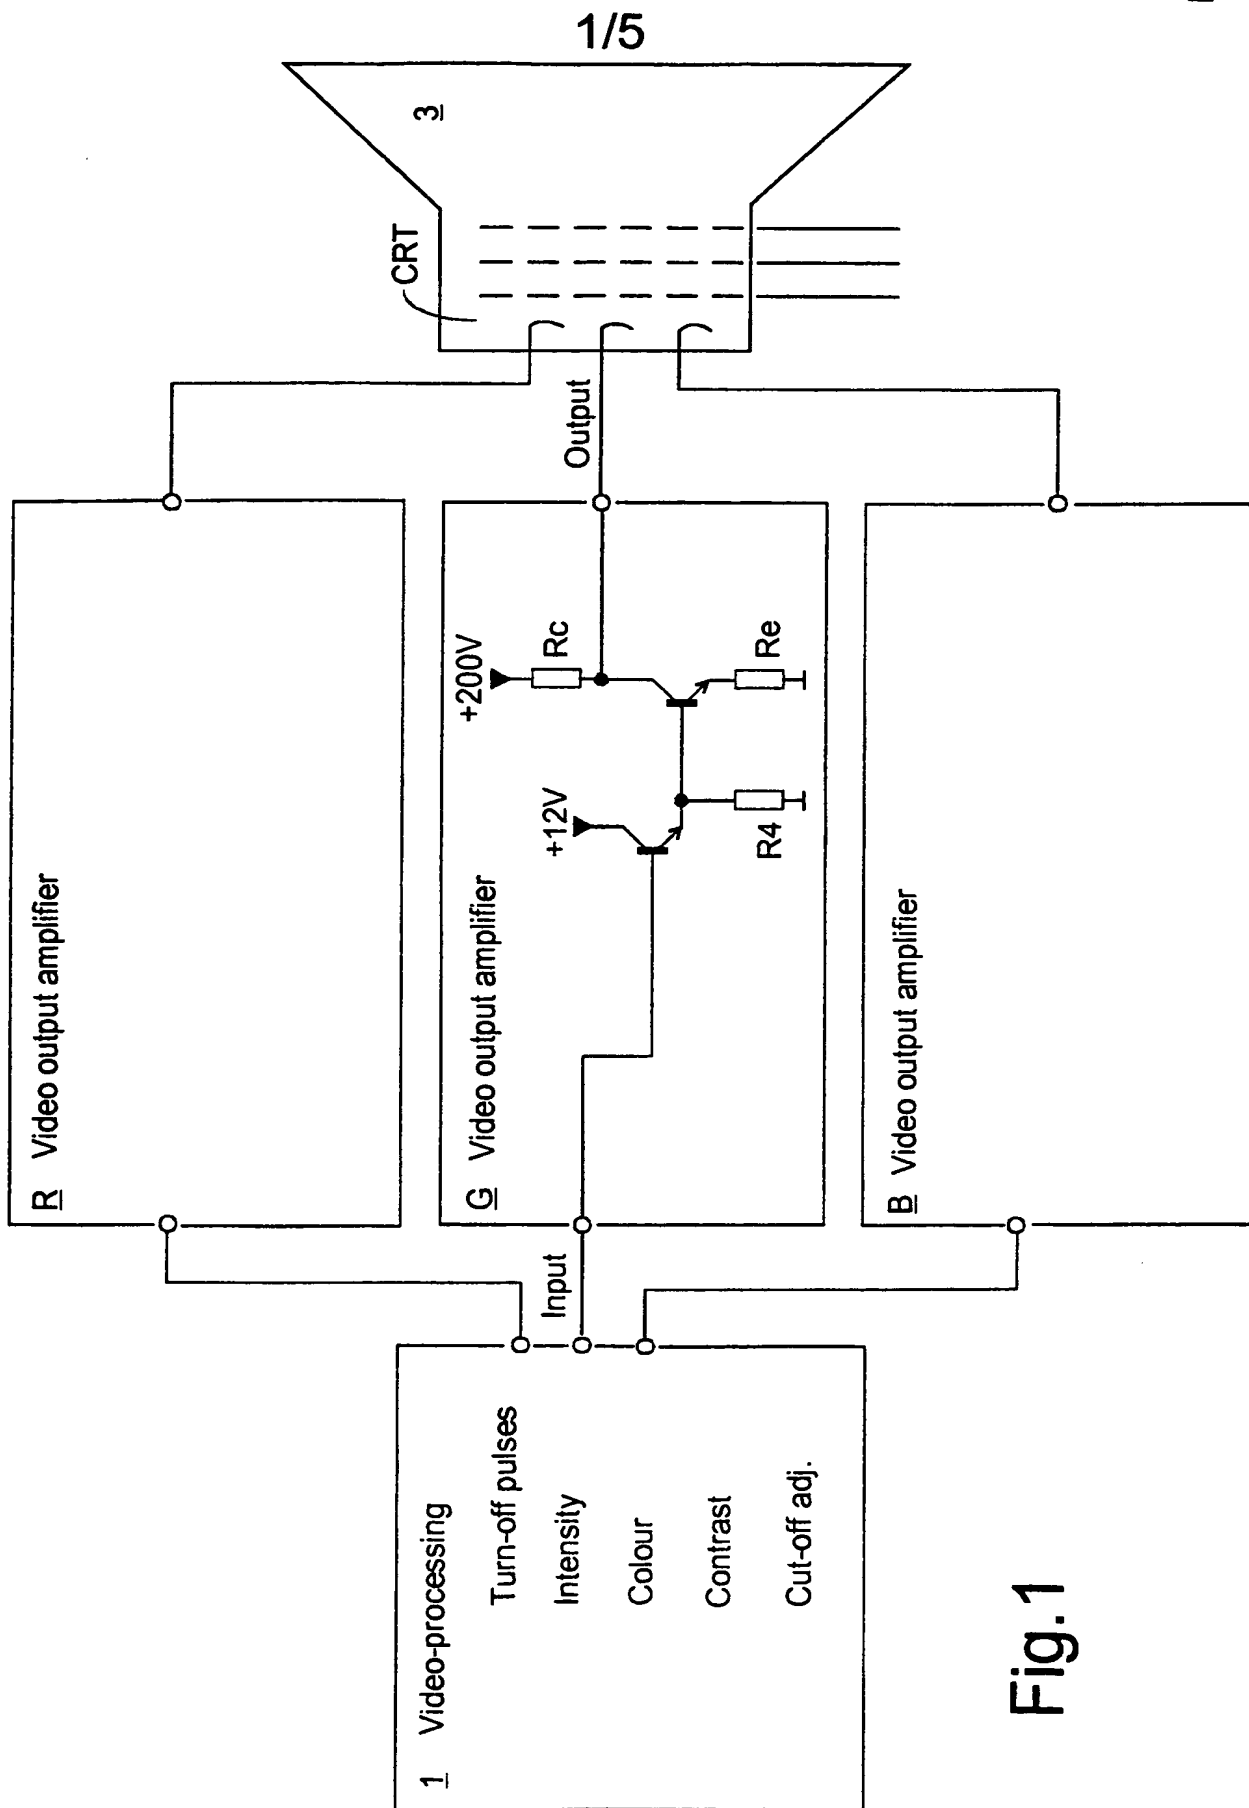 1/5
3
CRT
R Video output amplifier
Output
+200V
Rc
Re
+12V
R4
G Video output amplifier
B Video output amplifier
Input
1 Video-processing
Turn-off pulses
Intensity
Colour
Contrast
Cut-off adj.
Fig.1